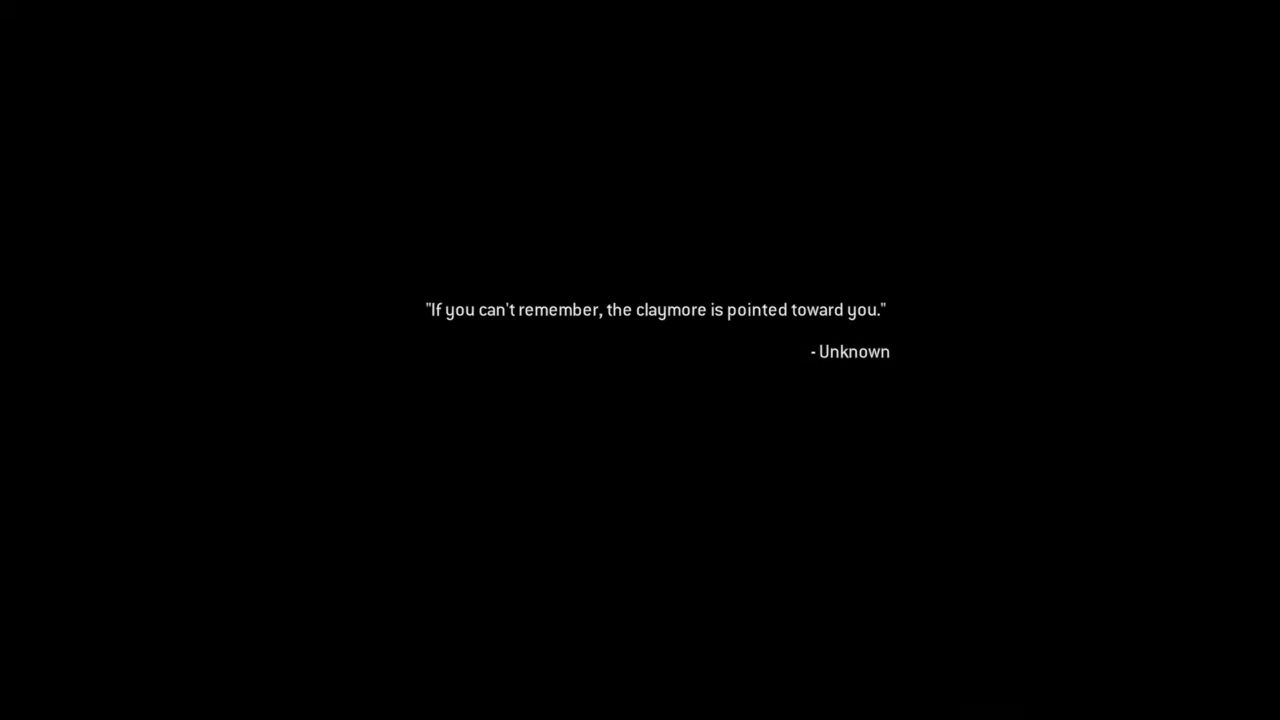 "If you can't remember, the claymore is pointed toward you."
- Unknown